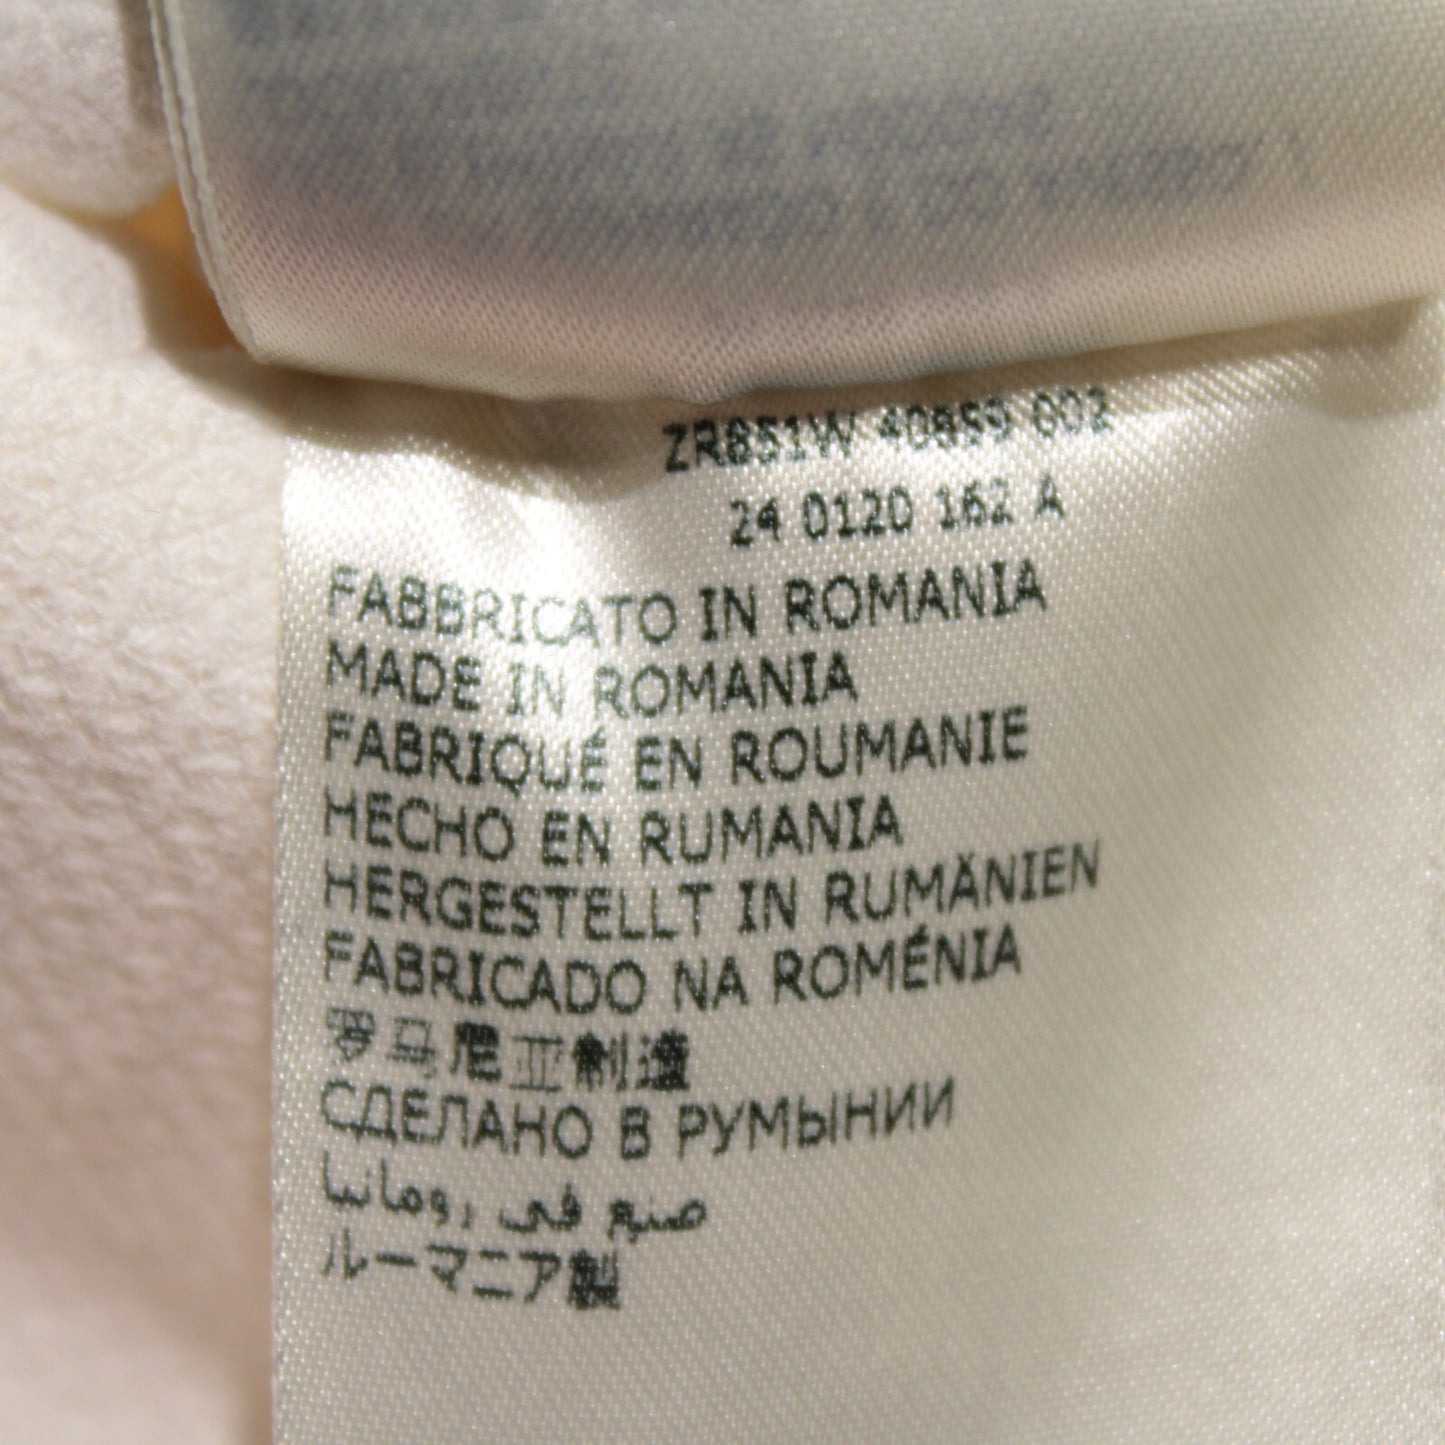 ZR851W 40859 002
24 0120 162 A
FABBRICATO IN ROMANIA
MADE IN ROMANIA
FABRIQUÉ EN ROUMANIE
HECHO EN RUMANIA
HERGESTELLT IN RUMÄNIEN
FABRICADO NA ROMÉNIA
罗马尼亚制造
СДЕЛАНО В РУМЫНИИ
صنع في رومانيا
ルーマニア製